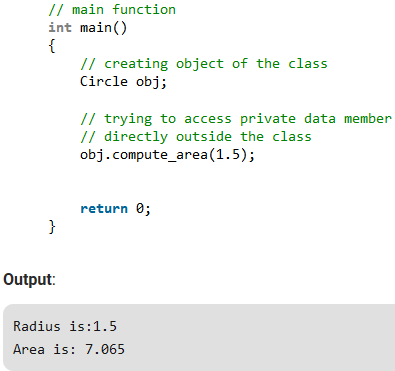 // main function
int main()
{
// creating object of the class
Circle obj;
// trying to access private data member
// directly outside the class
obj.compute_area(1.5);
return 0;
}
Output:
Radius is:1.5
Area is: 7.065